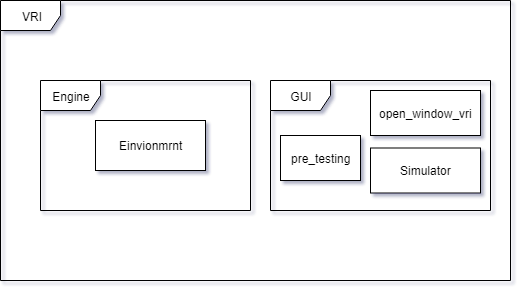 VRI
Engine
Einvionmrnt
GUI
open_window_vri
pre_testing
Simulator